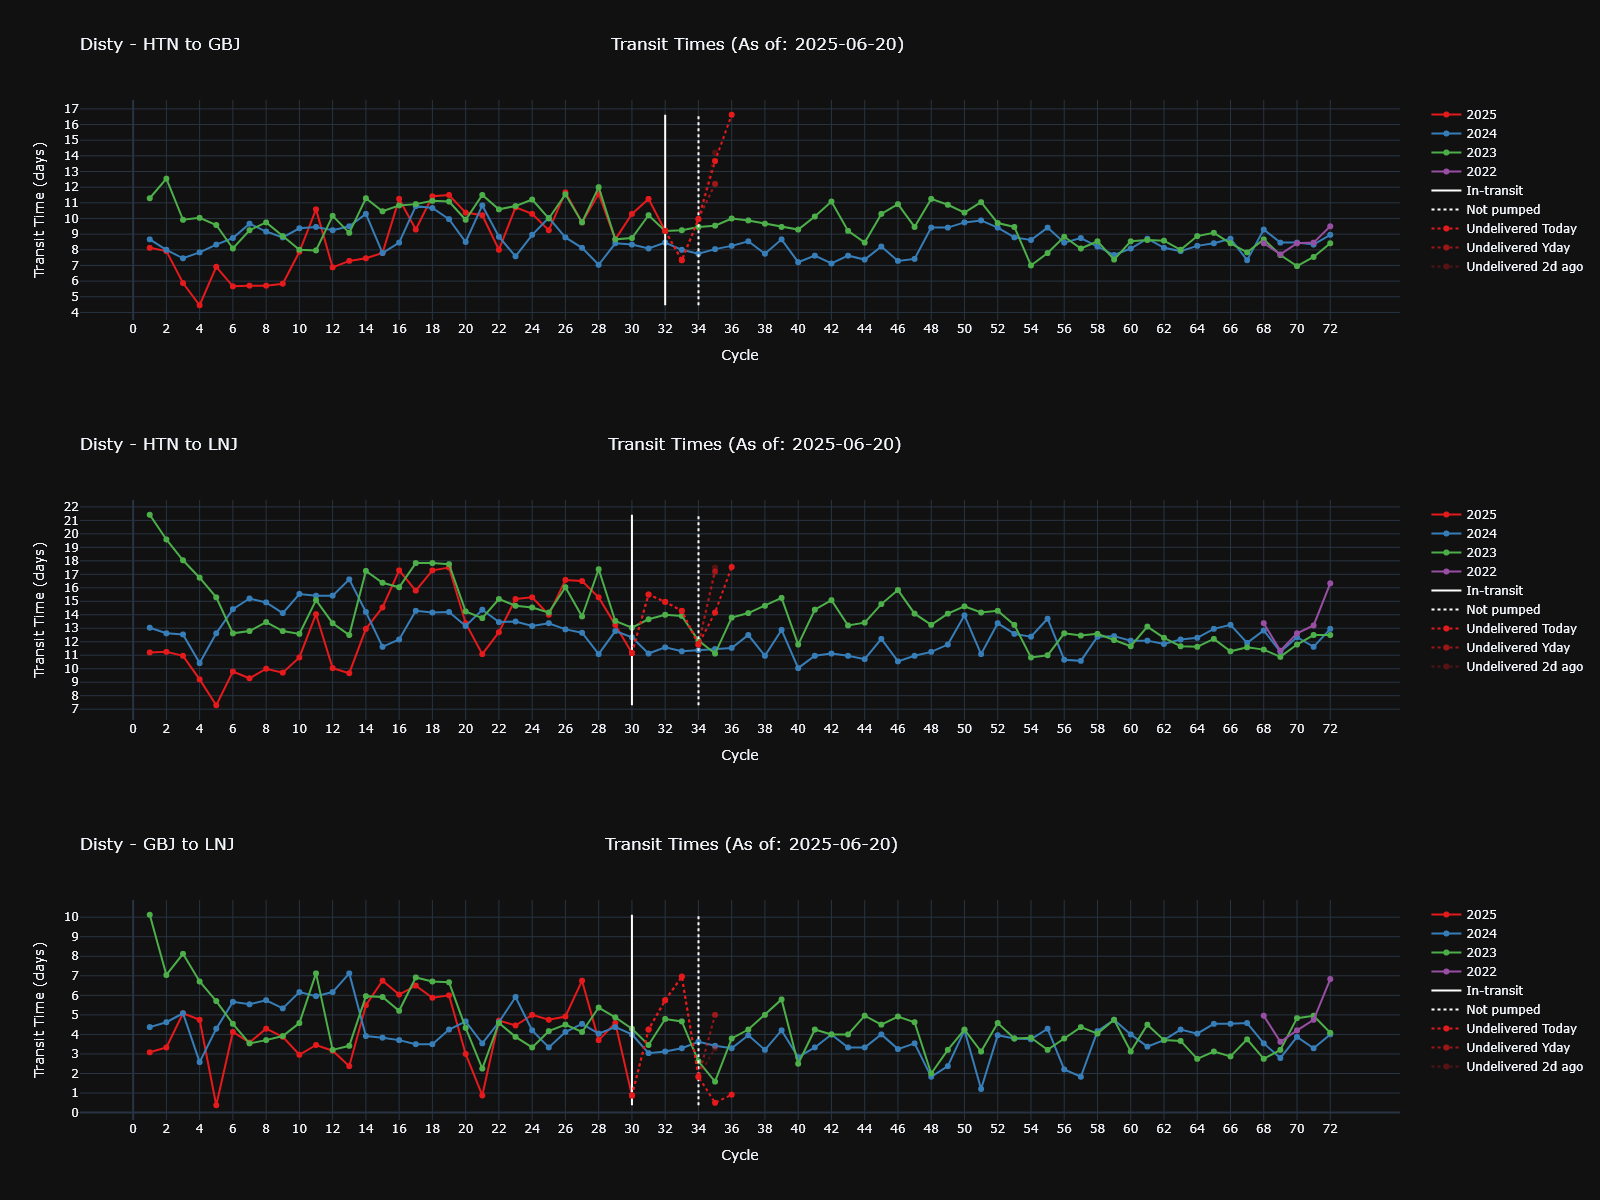 Disty - HTN to GBJ
Transit Times (As of: 2025-06-20)
Transit Time (days)
17
16
15
14
13
12
11
10
9
8
7
6
5
4
0 2 4 6 8 10 12 14 16 18 20 22 24 26 28 30 32 34 36 38 40 42 44 46 48 50 52 54 56 58 60 62 64 66 68 70 72
Cycle
2025
2024
2023
2022
In-transit
Not pumped
Undelivered Today
Undelivered Yday
Undelivered 2d ago
Disty - HTN to LNJ
Transit Times (As of: 2025-06-20)
Transit Time (days)
22
21
20
19
18
17
16
15
14
13
12
11
10
9
8
7
0 2 4 6 8 10 12 14 16 18 20 22 24 26 28 30 32 34 36 38 40 42 44 46 48 50 52 54 56 58 60 62 64 66 68 70 72
Cycle
2025
2024
2023
2022
In-transit
Not pumped
Undelivered Today
Undelivered Yday
Undelivered 2d ago
Disty - GBJ to LNJ
Transit Times (As of: 2025-06-20)
Transit Time (days)
10
9
8
7
6
5
4
3
2
1
0
0 2 4 6 8 10 12 14 16 18 20 22 24 26 28 30 32 34 36 38 40 42 44 46 48 50 52 54 56 58 60 62 64 66 68 70 72
Cycle
2025
2024
2023
2022
In-transit
Not pumped
Undelivered Today
Undelivered Yday
Undelivered 2d ago